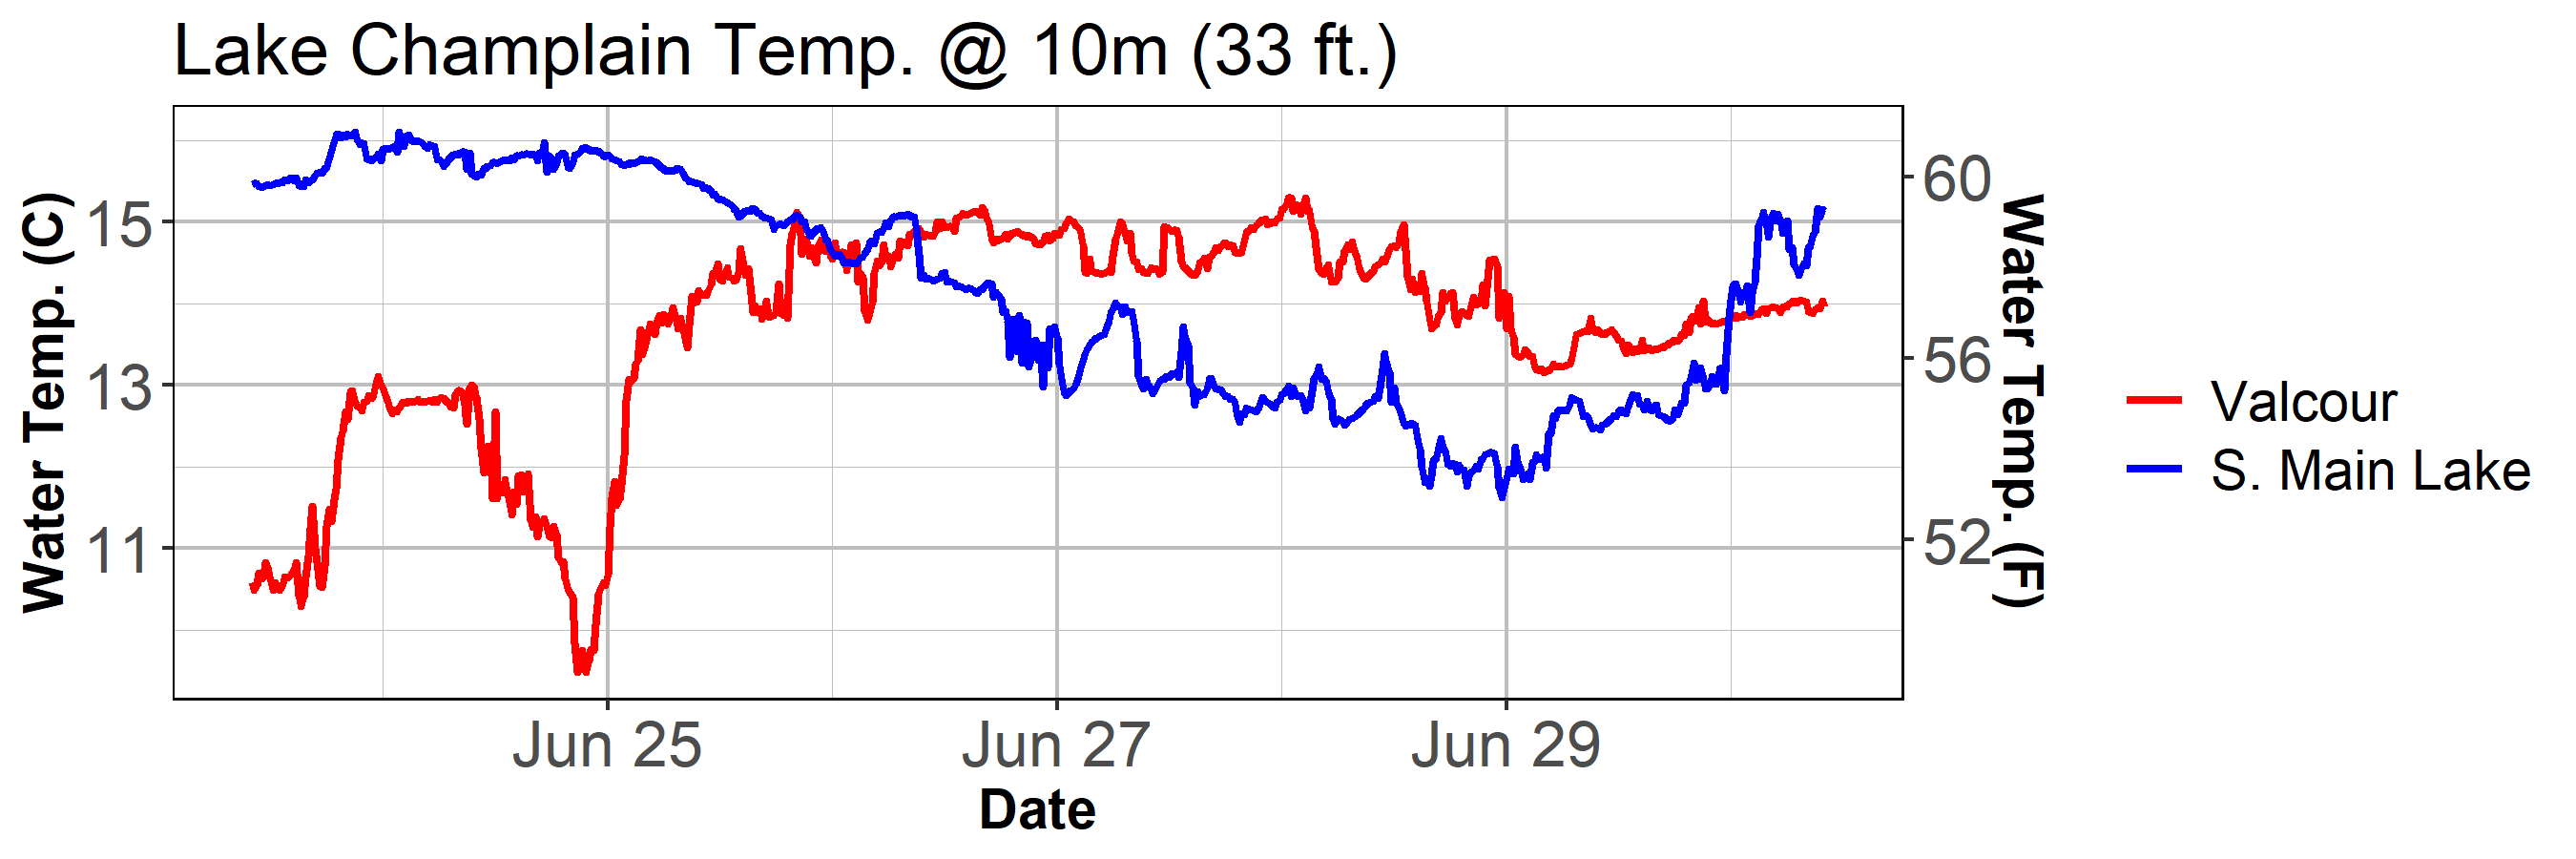 Lake Champlain Temp. @ 10m (33 ft.)
Water Temp. (C)
15
13
11
60
56
52
Water Temp. (F)
Jun 25
Jun 27
Jun 29
Date
Valcour
S. Main Lake